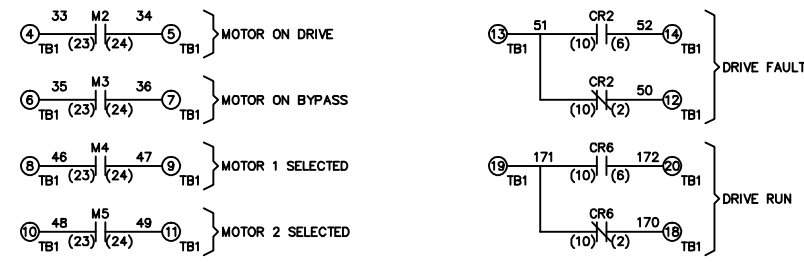 33 M2 34
4 5 MOTOR ON DRIVE
TB1 (23) (24) TB1
35 M3 36
6 7 MOTOR ON BYPASS
TB1 (23) (24) TB1
46 M4 47
8 9 MOTOR 1 SELECTED
TB1 (23) (24) TB1
48 M5 49
10 11 MOTOR 2 SELECTED
TB1 (23) (24) TB1
51 CR2 52
13 14
TB1 (10) (6) TB1
DRIVE FAULT
CR2 50
12
(10) (2) TB1
171 CR6 172
19 20
TB1 (10) (6) TB1
DRIVE RUN
CR6 170
18
(10) (2) TB1